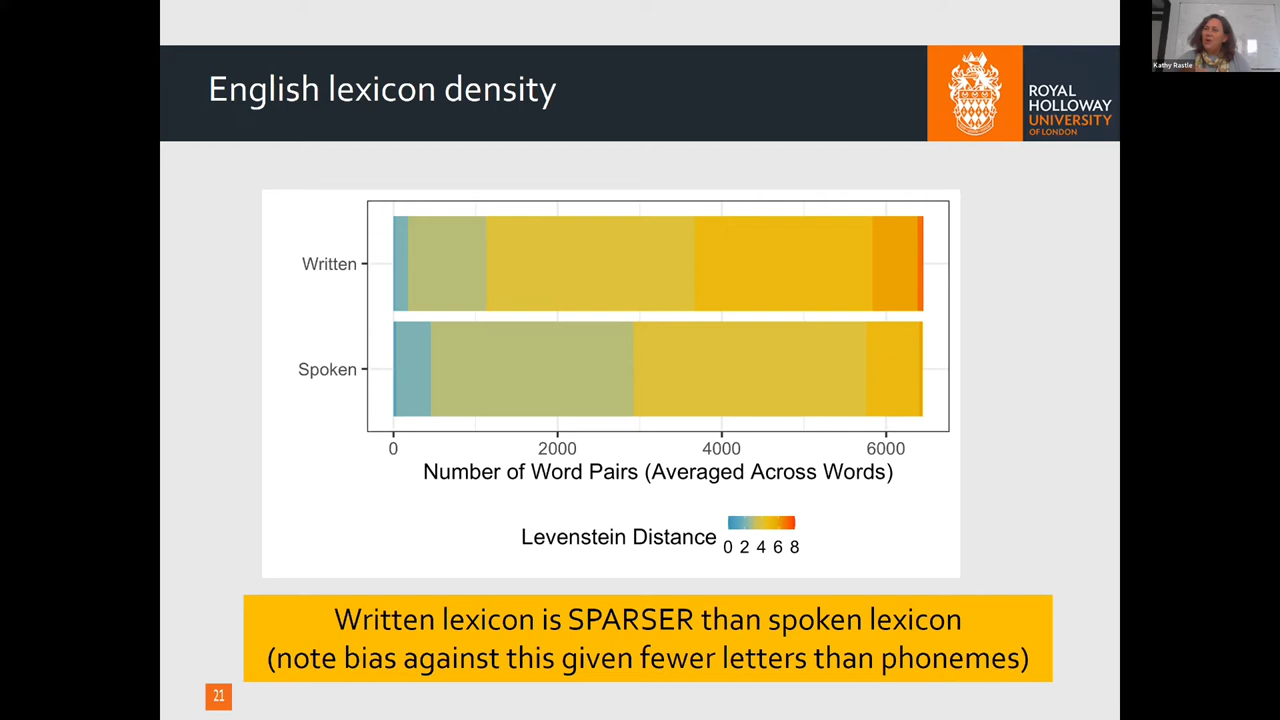 English lexicon density
ROYAL
HOLLOWAY
UNIVERSITY
OF LONDON
Kathy Rastle
Written
Spoken
0 2000 4000 6000
Number of Word Pairs (Averaged Across Words)
Levenstein Distance
0 2 4 6 8
Written lexicon is SPARSER than spoken lexicon
(note bias against this given fewer letters than phonemes)
21